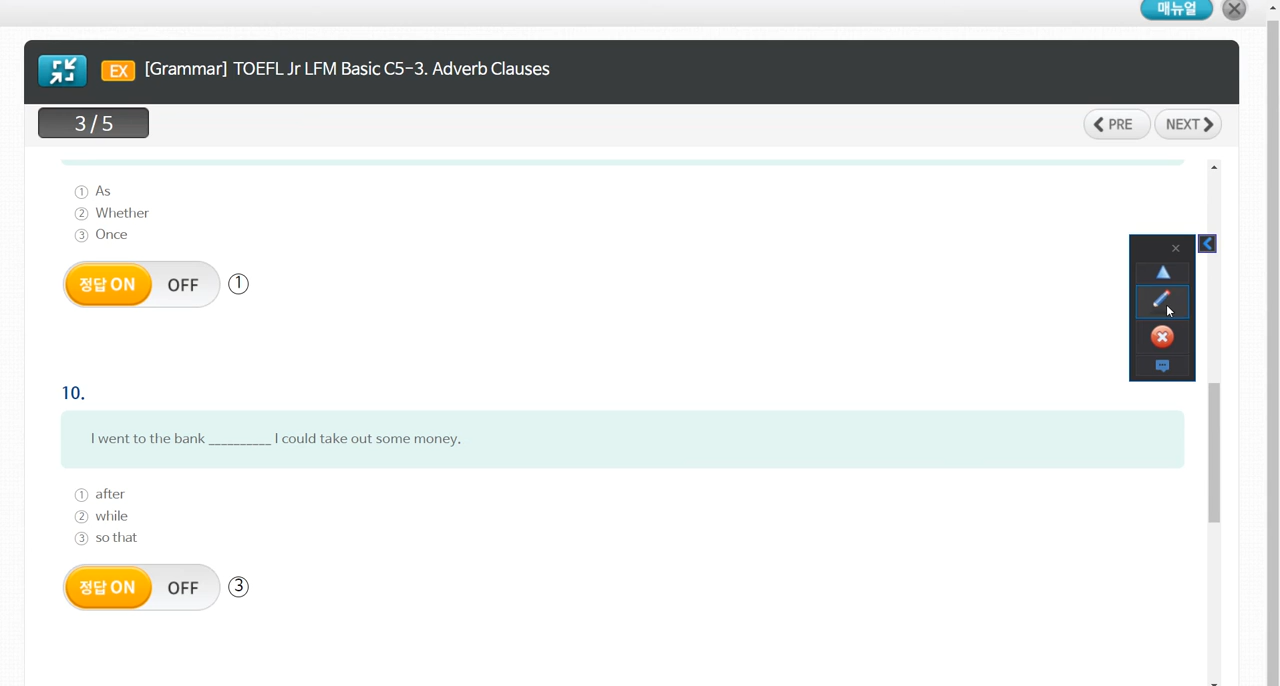 매뉴얼
EX [Grammar] TOEFL Jr LFM Basic C5-3. Adverb Clauses
3 / 5
PRE NEXT
① As
② Whether
③ Once
정답 ON OFF ①
10.
I went to the bank __________ I could take out some money.
① after
② while
③ so that
정답 ON OFF ③